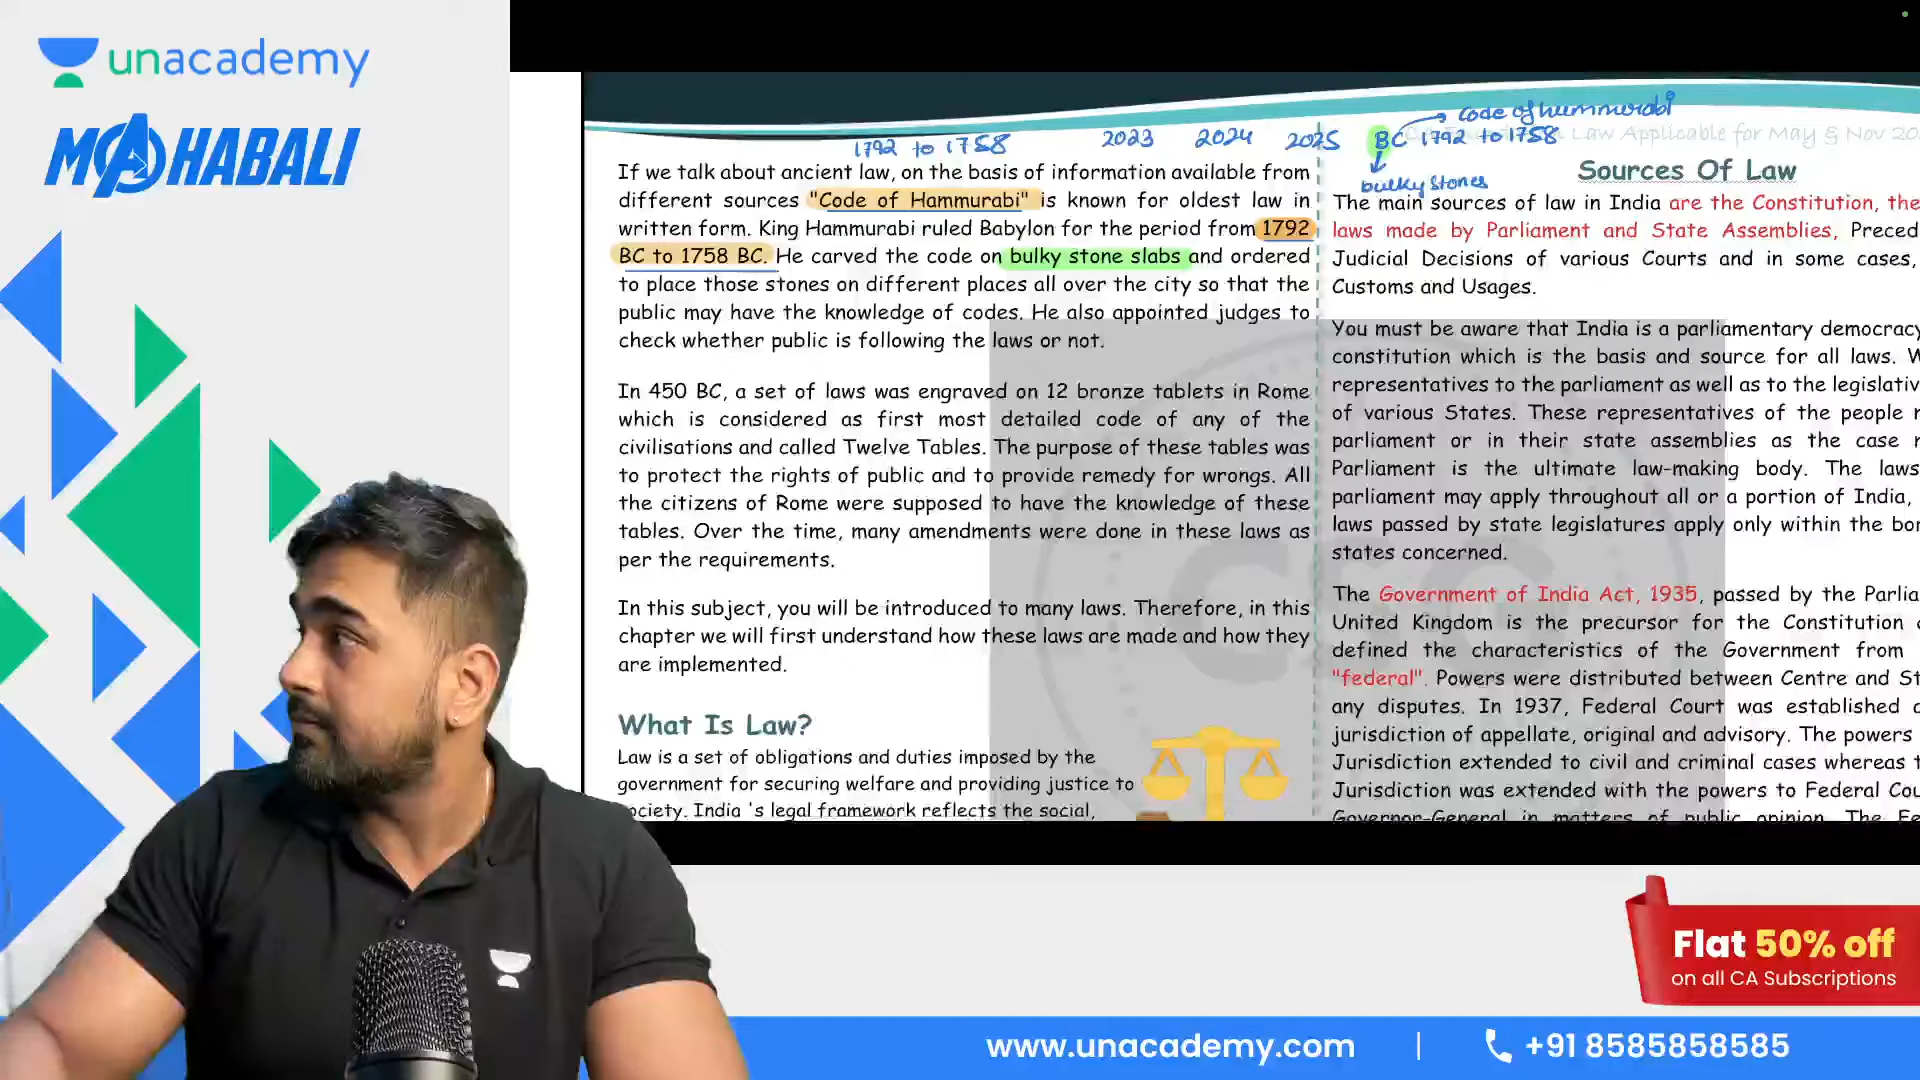 unacademy
MAHABALI
1792 to 1758 2023 2024 2025
If we talk about ancient law, on the basis of information available from
different sources "Code of Hammurabi" is known for oldest law in
written form. King Hammurabi ruled Babylon for the period from 1792
BC to 1758 BC. He carved the code on bulky stone slabs and ordered
to place those stones on different places all over the city so that the
public may have the knowledge of codes. He also appointed judges to
check whether public is following the laws or not.
In 450 BC, a set of laws was engraved on 12 bronze tablets in Rome
which is considered as first most detailed code of any of the
civilisations and called Twelve Tables. The purpose of these tables was
to protect the rights of public and to provide remedy for wrongs. All
the citizens of Rome were supposed to have the knowledge of these
tables. Over the time, many amendments were done in these laws as
per the requirements.
In this subject, you will be introduced to many laws. Therefore, in this
chapter we will first understand how these laws are made and how they
are implemented.
What Is Law?
Law is a set of obligations and duties imposed by the
government for securing welfare and providing justice to
ociety. India 's legal framework reflects the social,
Code of hummurabi
BC 1792 to 1758
Law Applicable for May & Nov 20
bulky stones
Sources Of Law
The main sources of law in India are the Constitution, the
laws made by Parliament and State Assemblies, Preced
Judicial Decisions of various Courts and in some cases,
Customs and Usages.
You must be aware that India is a parliamentary democracy
constitution which is the basis and source for all laws. W
representatives to the parliament as well as to the legislativ
of various States. These representatives of the people
parliament or in their state assemblies as the case
Parliament is the ultimate law-making body. The laws
parliament may apply throughout all or a portion of India,
laws passed by state legislatures apply only within the bor
states concerned.
The Government of India Act, 1935, passed by the Parlia
United Kingdom is the precursor for the Constitution
defined the characteristics of the Government from
"federal". Powers were distributed between Centre and St
any disputes. In 1937, Federal Court was established
jurisdiction of appellate, original and advisory. The powers
Jurisdiction extended to civil and criminal cases whereas t
Jurisdiction was extended with the powers to Federal Cou
Governor-General in matters of public opinion. The Fe
CSC
Flat 50% off
on all CA Subscriptions
www.unacademy.com | +91 8585858585